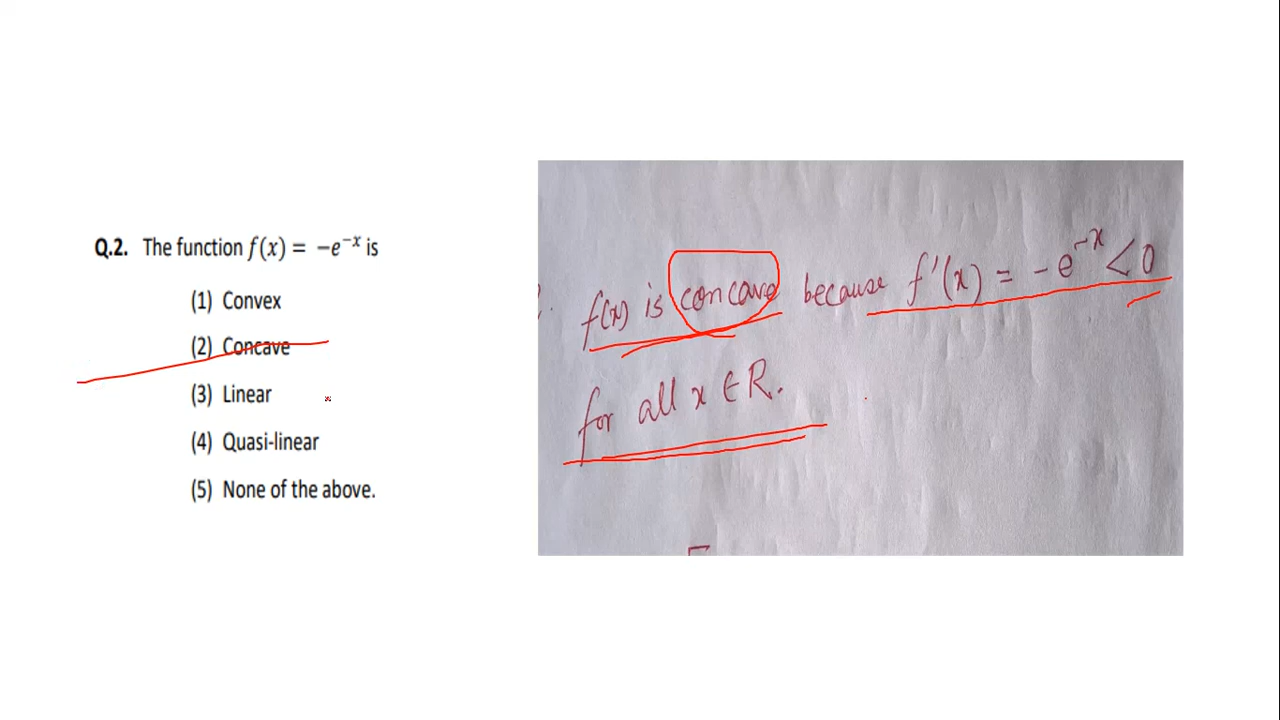 Q.2. The function f(x) = −e⁻ˣ is
(1) Convex
(2) Concave
(3) Linear
(4) Quasi-linear
(5) None of the above.
f(x) is concave because f'(x) = -e⁻ˣ < 0
for all x ∈ R.